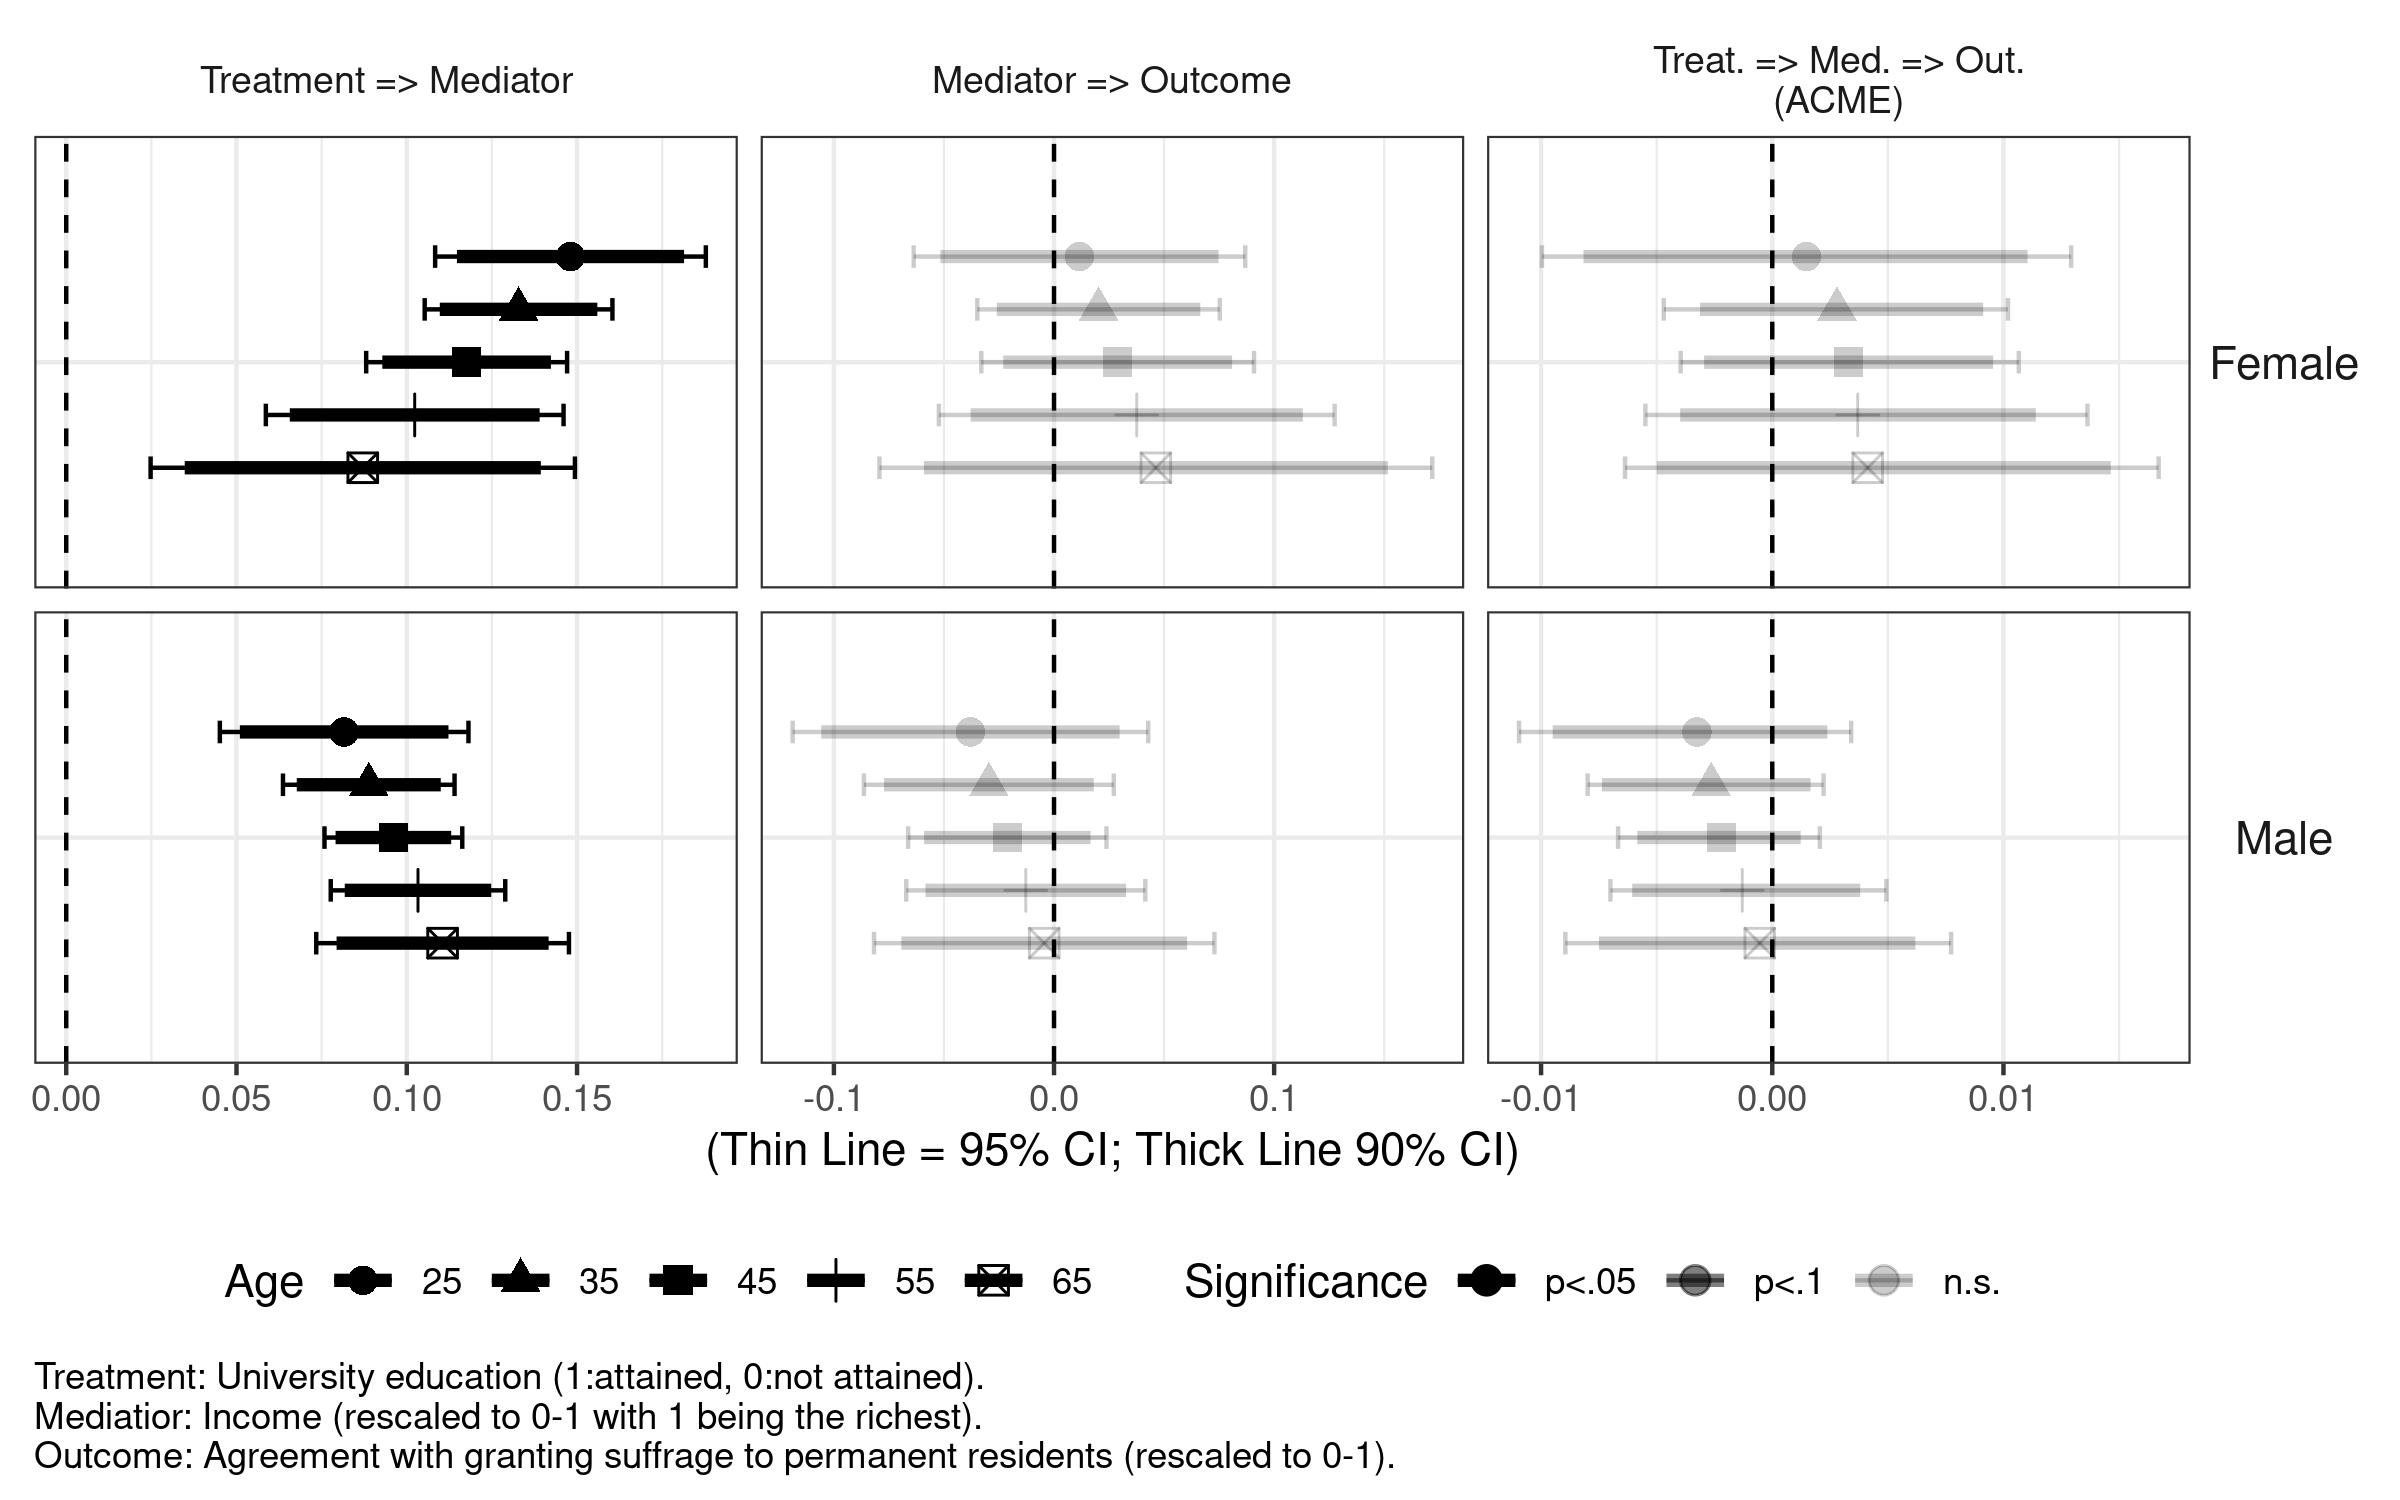 Treatment => Mediator
Mediator => Outcome
Treat. => Med. => Out.
(ACME)
Female
Male
0.00 0.05 0.10 0.15
-0.1 0.0 0.1
-0.01 0.00 0.01
(Thin Line = 95% CI; Thick Line 90% CI)
Age 25 35 45 55 65 Significance p<.05 p<.1 n.s.
Treatment: University education (1:attained, 0:not attained).
Mediatior: Income (rescaled to 0-1 with 1 being the richest).
Outcome: Agreement with granting suffrage to permanent residents (rescaled to 0-1).